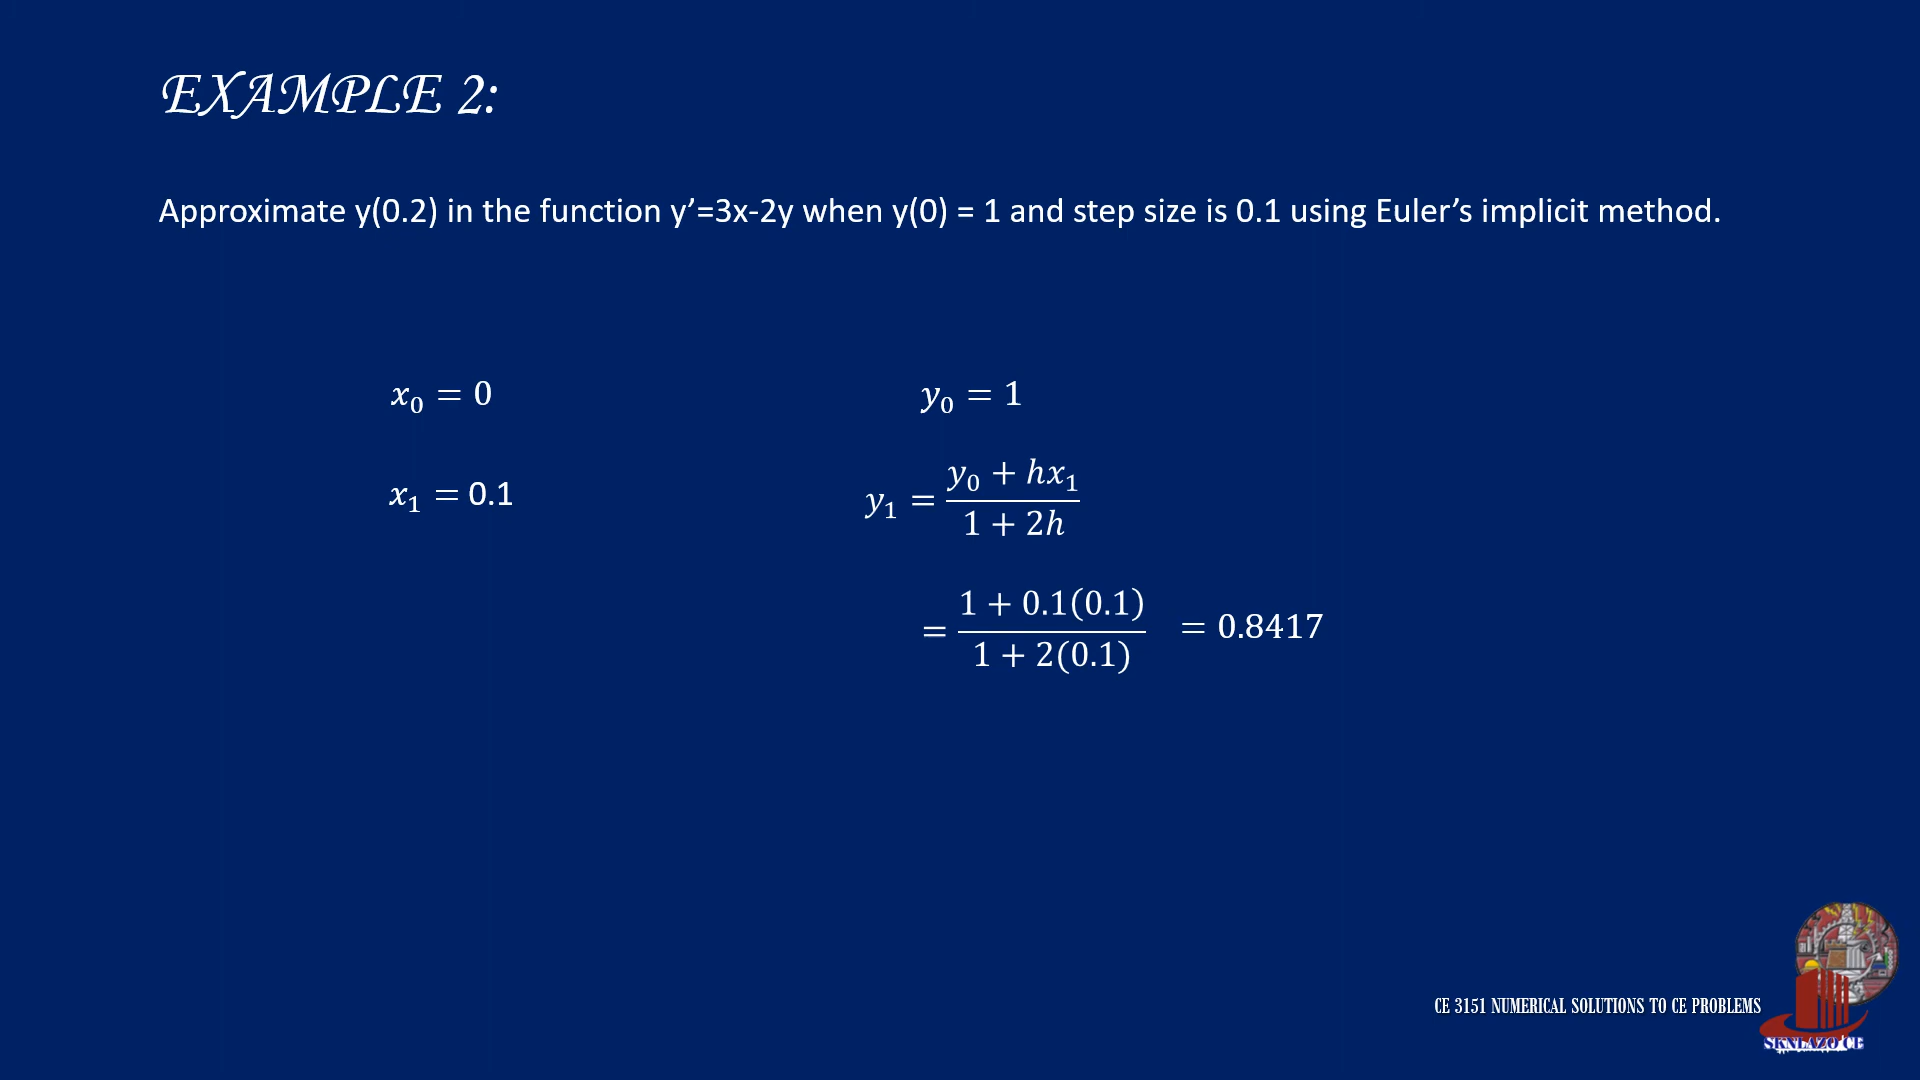 EXAMPLE 2:
Approximate y(0.2) in the function y’=3x-2y when y(0) = 1 and step size is 0.1 using Euler’s implicit method.
x₀ = 0
y₀ = 1
x₁ = 0.1
y₁ = (y₀ + hx₁)/(1 + 2h)
= (1 + 0.1(0.1))/(1 + 2(0.1)) = 0.8417
CE 3151 NUMERICAL SOLUTIONS TO CE PROBLEMS
SKNLAZO CE